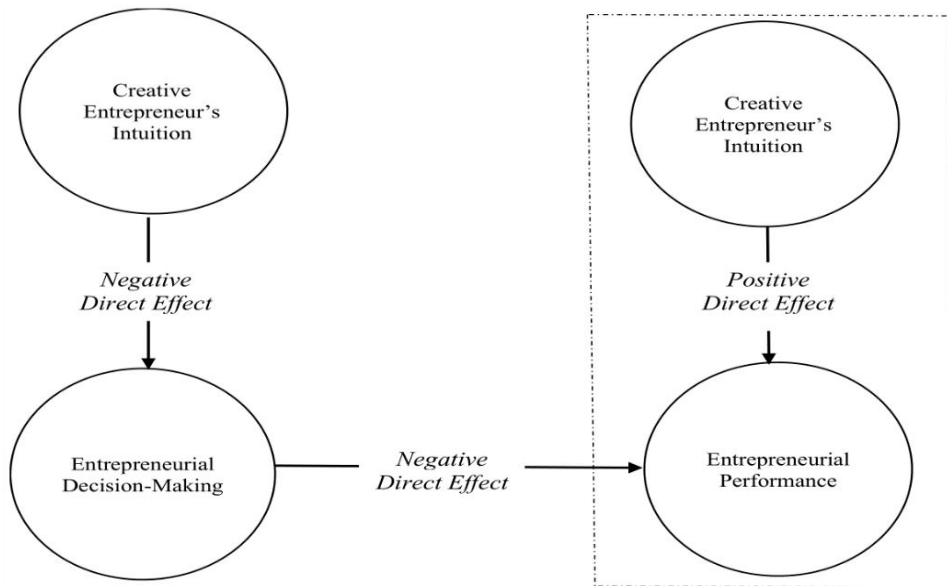 Creative
Entrepreneur’s
Intuition
Creative
Entrepreneur’s
Intuition
Negative
Direct Effect
Positive
Direct Effect
Entrepreneurial
Decision-Making
Negative
Direct Effect
Entrepreneurial
Performance